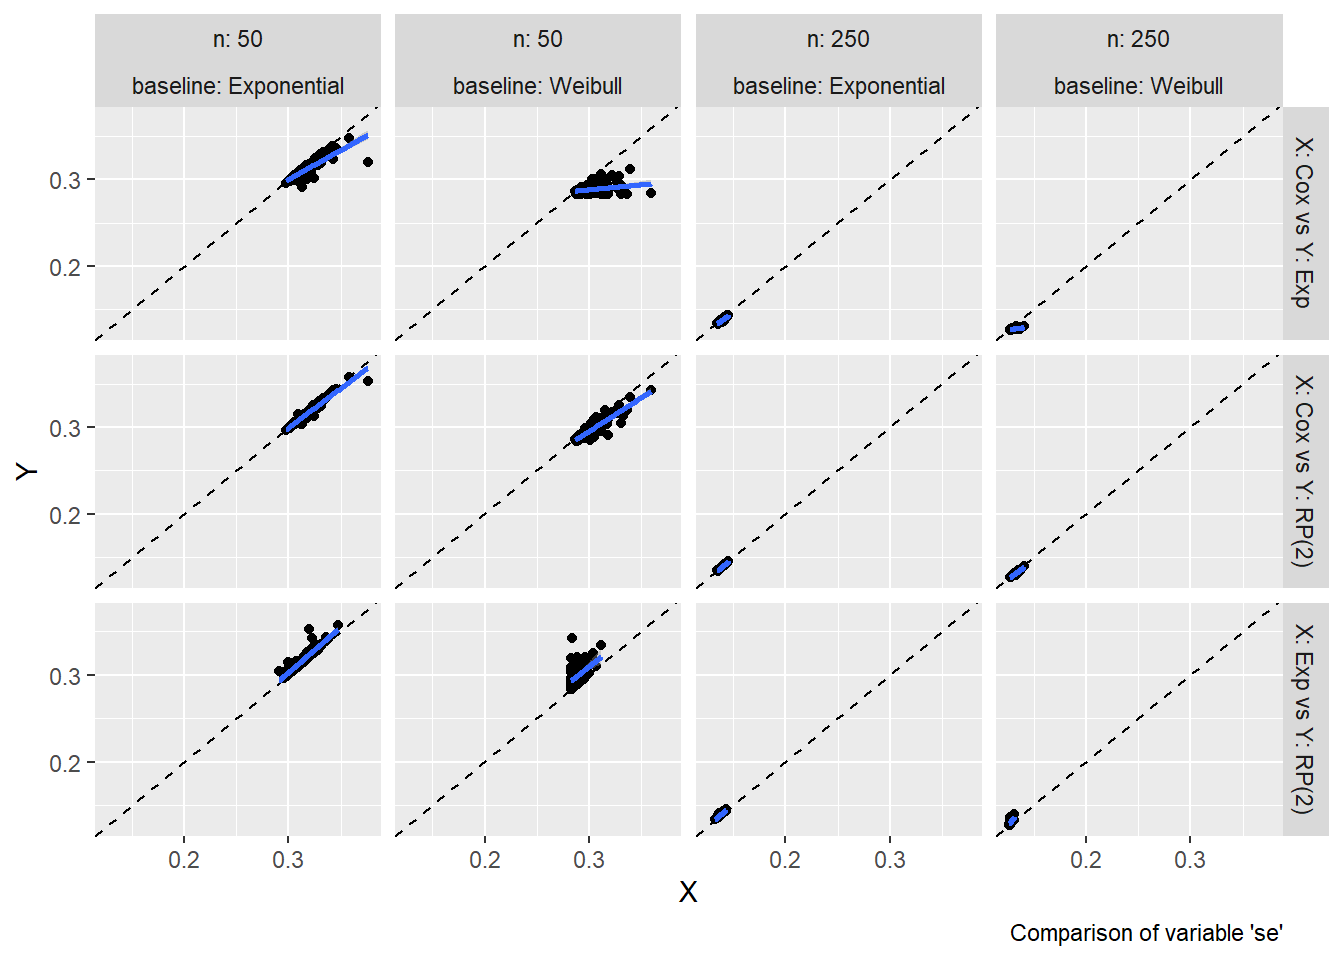 n: 50
n: 50
n: 250
n: 250
baseline: Exponential
baseline: Weibull
baseline: Exponential
baseline: Weibull
0.3
0.2
X: Cox vs Y: Exp
0.3
0.2
X: Cox vs Y: RP(2)
Y
0.3
0.2
X: Exp vs Y: RP(2)
0.2
0.3
0.2
0.3
0.2
0.3
0.2
0.3
X
Comparison of variable 'se'